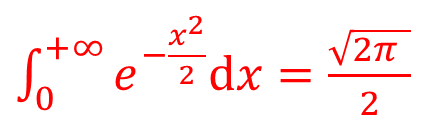 ∫₀^{+∞} e^{-x²/2} dx = √(2π)/2